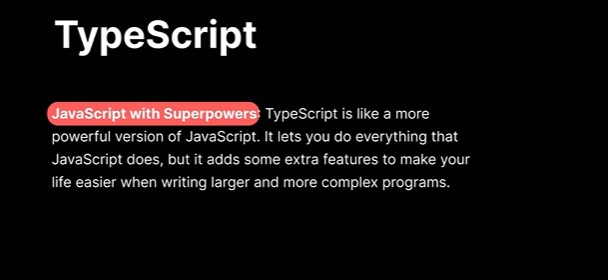 TypeScript
JavaScript with Superpowers: TypeScript is like a more
powerful version of JavaScript. It lets you do everything that
JavaScript does, but it adds some extra features to make your
life easier when writing larger and more complex programs.